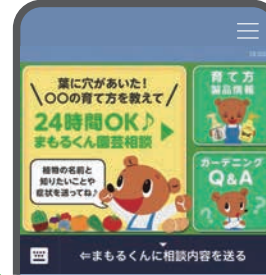 葉に穴があいた！
○○の育て方を教えて
24時間OK♪
まもるくん園芸相談
植物の名前と
知りたいことや
症状を送ってね♪
育て方
製品情報
ガーデニング
Q&A
⇐まもるくんに相談内容を送る